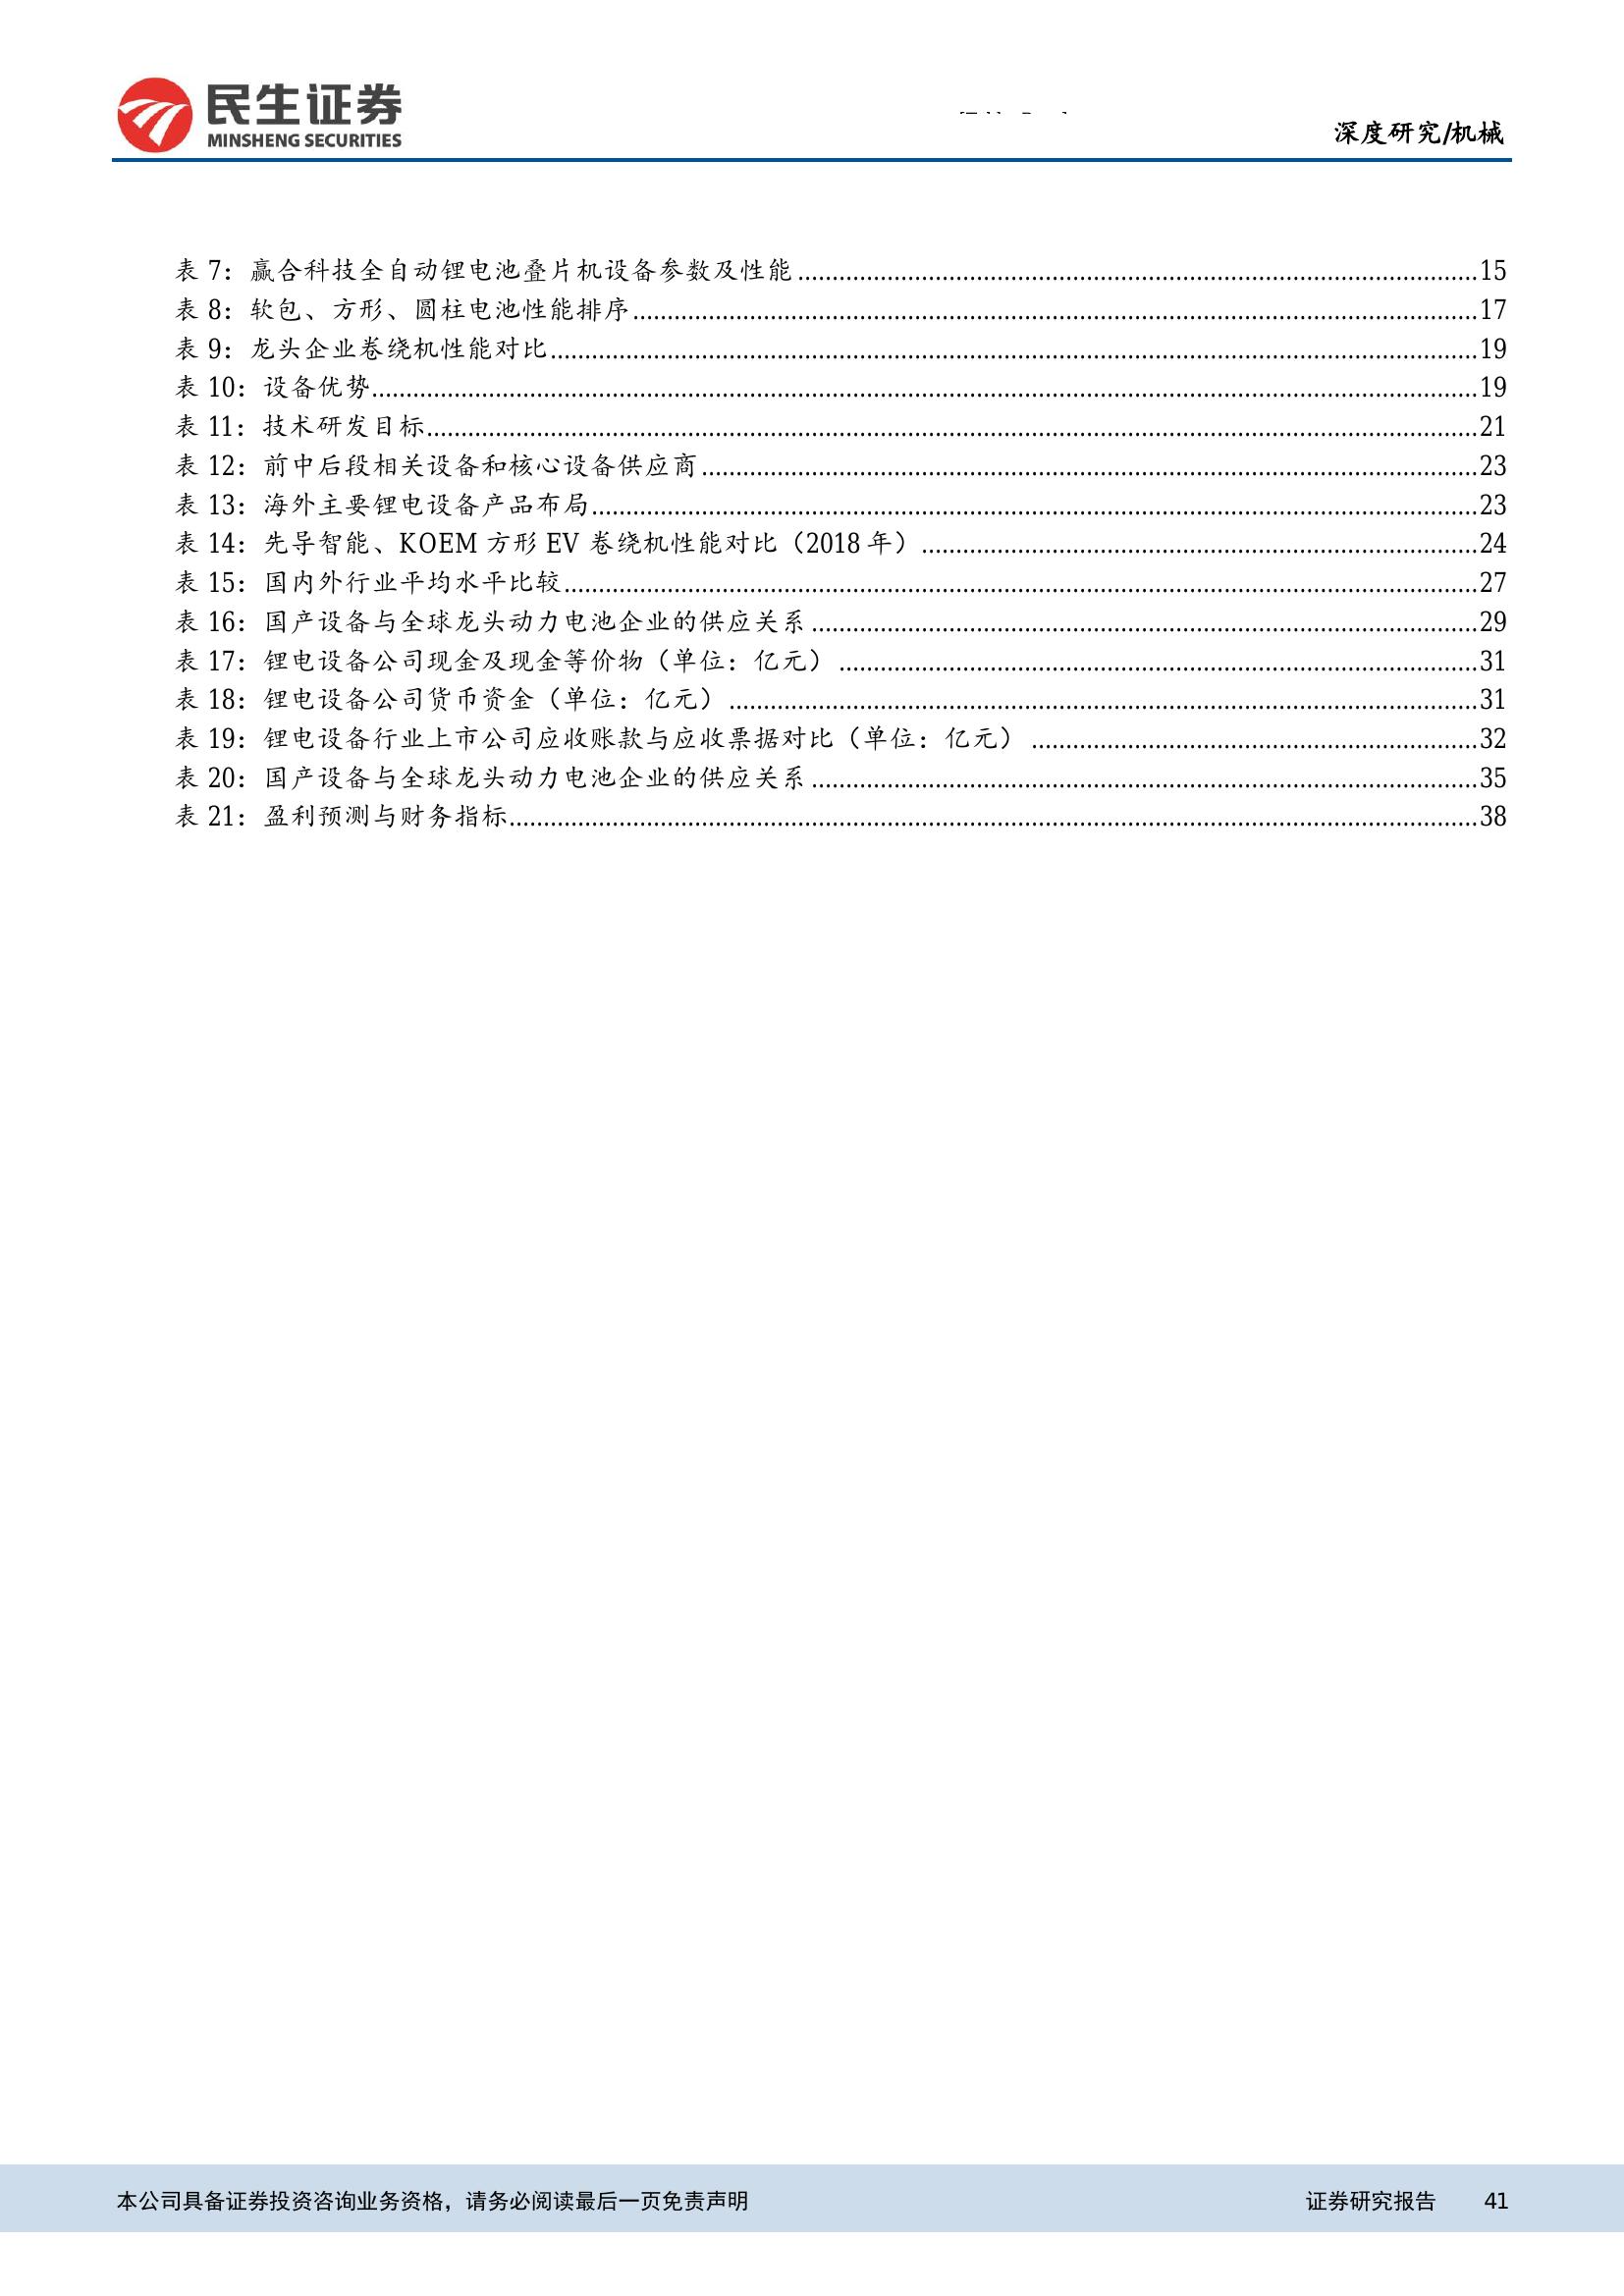 民生证券
MINSHENG SECURITIES
深度研究/机械
表 7：赢合科技全自动锂电池叠片机设备参数及性能....................15
表 8：软包、方形、圆柱电池性能排序....................17
表 9：龙头企业卷绕机性能对比....................19
表 10：设备优势....................19
表 11：技术研发目标....................21
表 12：前中后段相关设备和核心设备供应商....................23
表 13：海外主要锂电设备产品布局....................23
表 14：先导智能、KOEM 方形 EV 卷绕机性能对比（2018 年）....................24
表 15：国内外行业平均水平比较....................27
表 16：国产设备与全球龙头动力电池企业的供应关系....................29
表 17：锂电设备公司现金及现金等价物（单位：亿元）....................31
表 18：锂电设备公司货币资金（单位：亿元）....................31
表 19：锂电设备行业上市公司应收账款与应收票据对比（单位：亿元）....................32
表 20：国产设备与全球龙头动力电池企业的供应关系....................35
表 21：盈利预测与财务指标....................38
本公司具备证券投资咨询业务资格，请务必阅读最后一页免责声明
证券研究报告 41